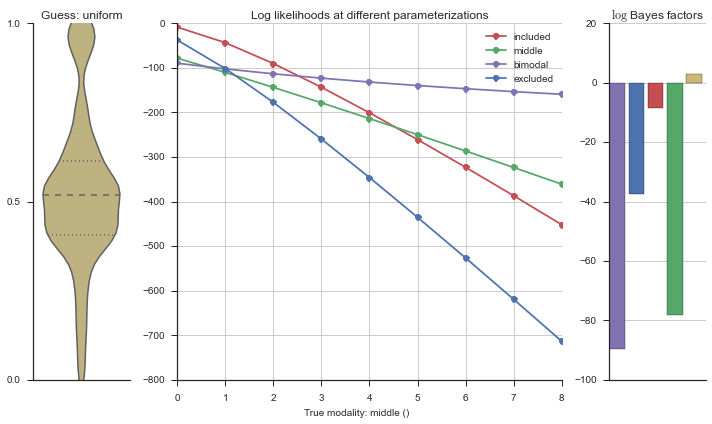 Guess: uniform
1.0
0.5
0.0
Log likelihoods at different parameterizations
0
−100
−200
−300
−400
−500
−600
−700
−800
0 1 2 3 4 5 6 7 8
True modality: middle ()
included
middle
bimodal
excluded
log Bayes factors
20
0
−20
−40
−60
−80
−100